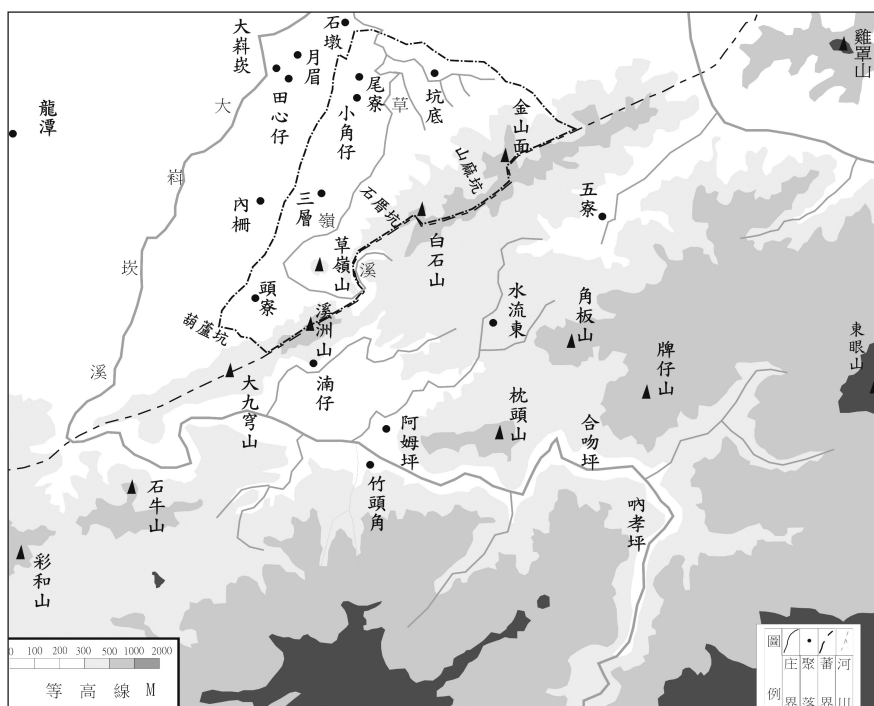 石墩
大嵙崁
月眉
田心仔
尾寮
小角仔
坑底
草
嶺
溪
金山面
山麻坑
石厝坑
白石山
雞罩山
龍潭
大
嵙
崁
溪
內柵
三層
草嶺山
頭寮
葫蘆坑
溪洲山
五寮
水流東
角板山
牌仔山
東眼山
湳仔
大九芎山
阿姆坪
枕頭山
合吻坪
竹頭角
吶孝坪
石牛山
彩和山
0 100 200 300 500 1000 2000
等高線 M
圖例
庄界
聚落
蕃界
河川